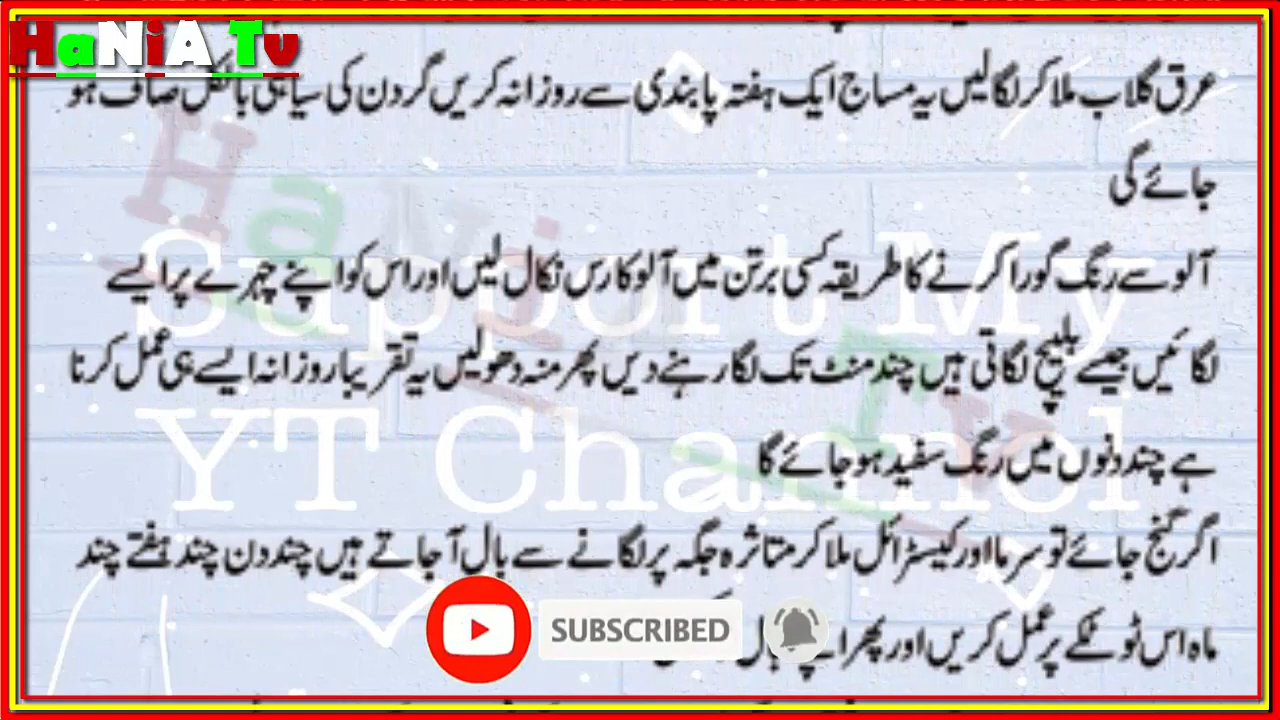 HaNiA Tv
عرق گلاب ملا کر لگا لیں یہ مساج ایک ہفتہ پابندی سے روزانہ کریں گردن کی سیاہی بالکل صاف ہو
جائے گی
آلو سے رنگ گورا کرنے کا طریقہ کسی برتن میں آلو کا رس نکال لیں اور اس کو اپنے چہرے پر ایسے
لگائیں جیسے بلیچ لگاتی ہیں چند منٹ تک لگا رہنے دیں پھر منہ دھولیں یہ تقریبا روزانہ ایسے ہی عمل کرنا
ہے چند دنوں میں رنگ سفید ہو جائے گا
اگر گنج جائے تو سرما اور کیسٹرائل ملا کر متاثرہ جگہ پر لگانے سے بال آ جاتے ہیں چند دن چند ہفتے چند
ماہ اس ٹوٹکے پر عمل کریں اور پھر اپنے بال
SUBSCRIBED
HaNiA Tv
Support My
YT Channel